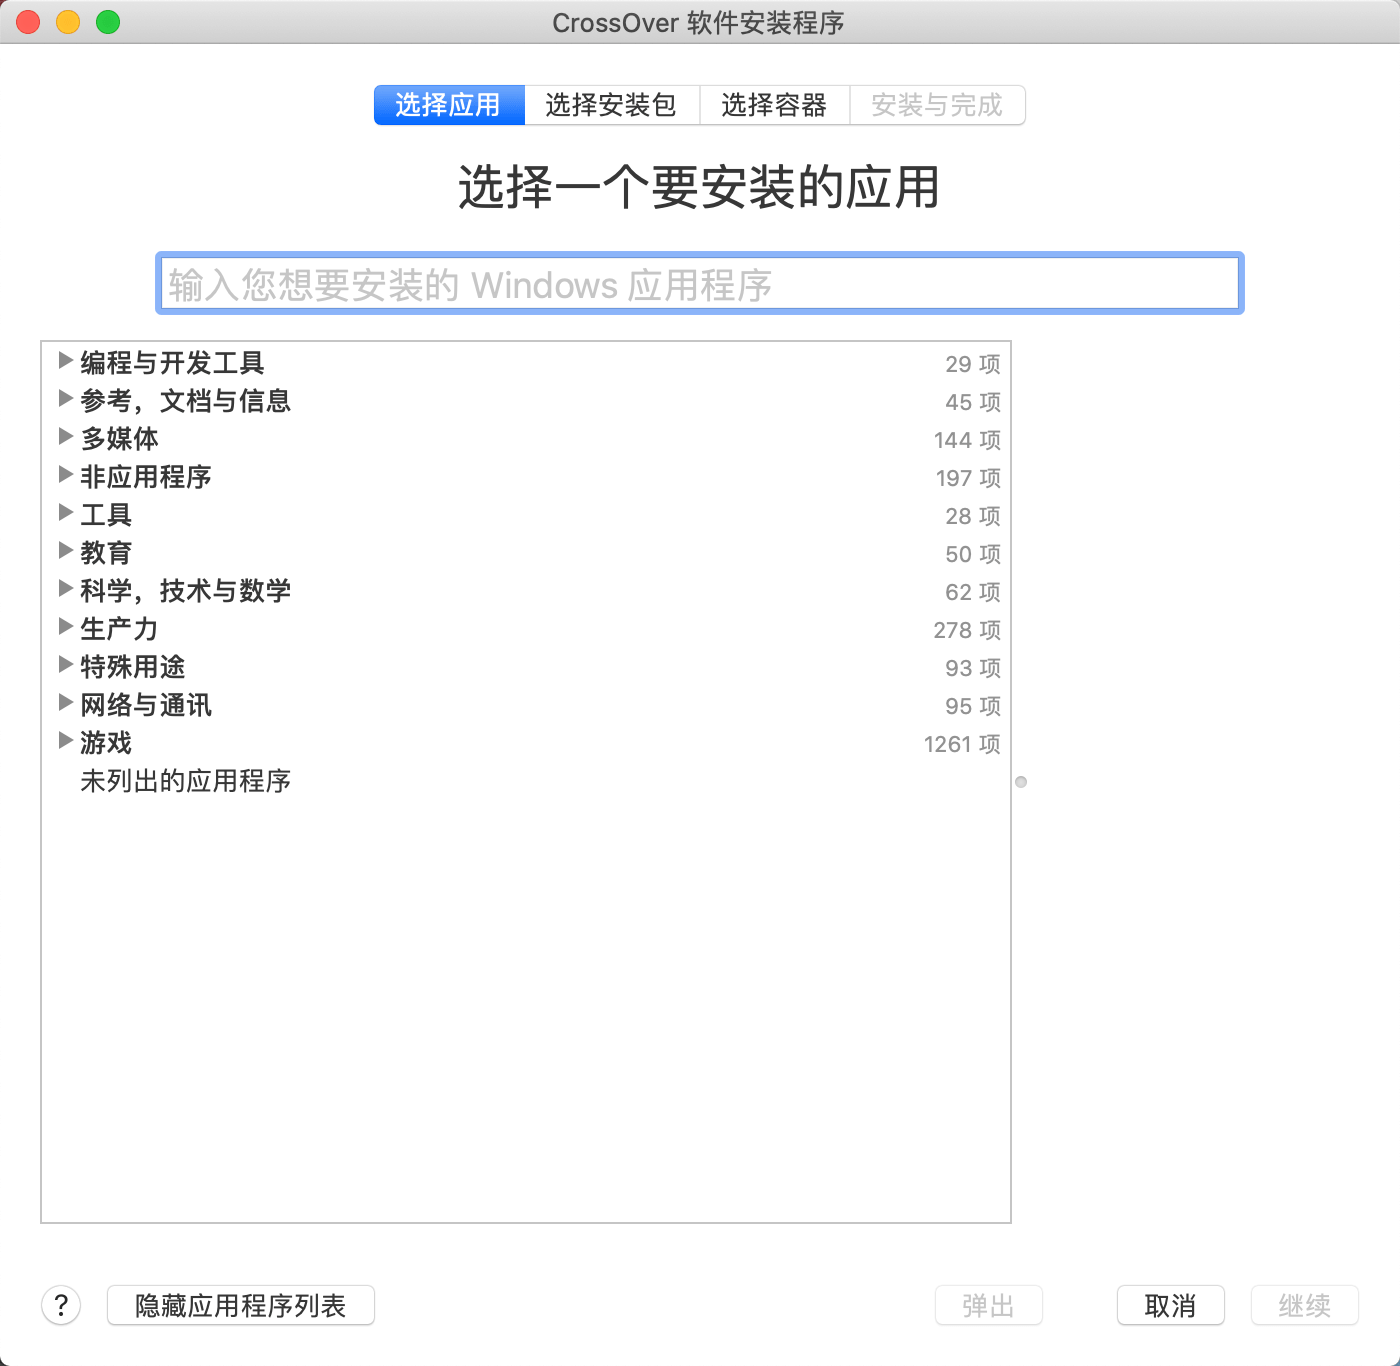 CrossOver 软件安装程序
选择应用 选择安装包 选择容器 安装与完成
选择一个要安装的应用
输入您想要安装的 Windows 应用程序
编程与开发工具 29 项
参考，文档与信息 45 项
多媒体 144 项
非应用程序 197 项
工具 28 项
教育 50 项
科学，技术与数学 62 项
生产力 278 项
特殊用途 93 项
网络与通讯 95 项
游戏 1261 项
未列出的应用程序
? 隐藏应用程序列表 弹出 取消 继续